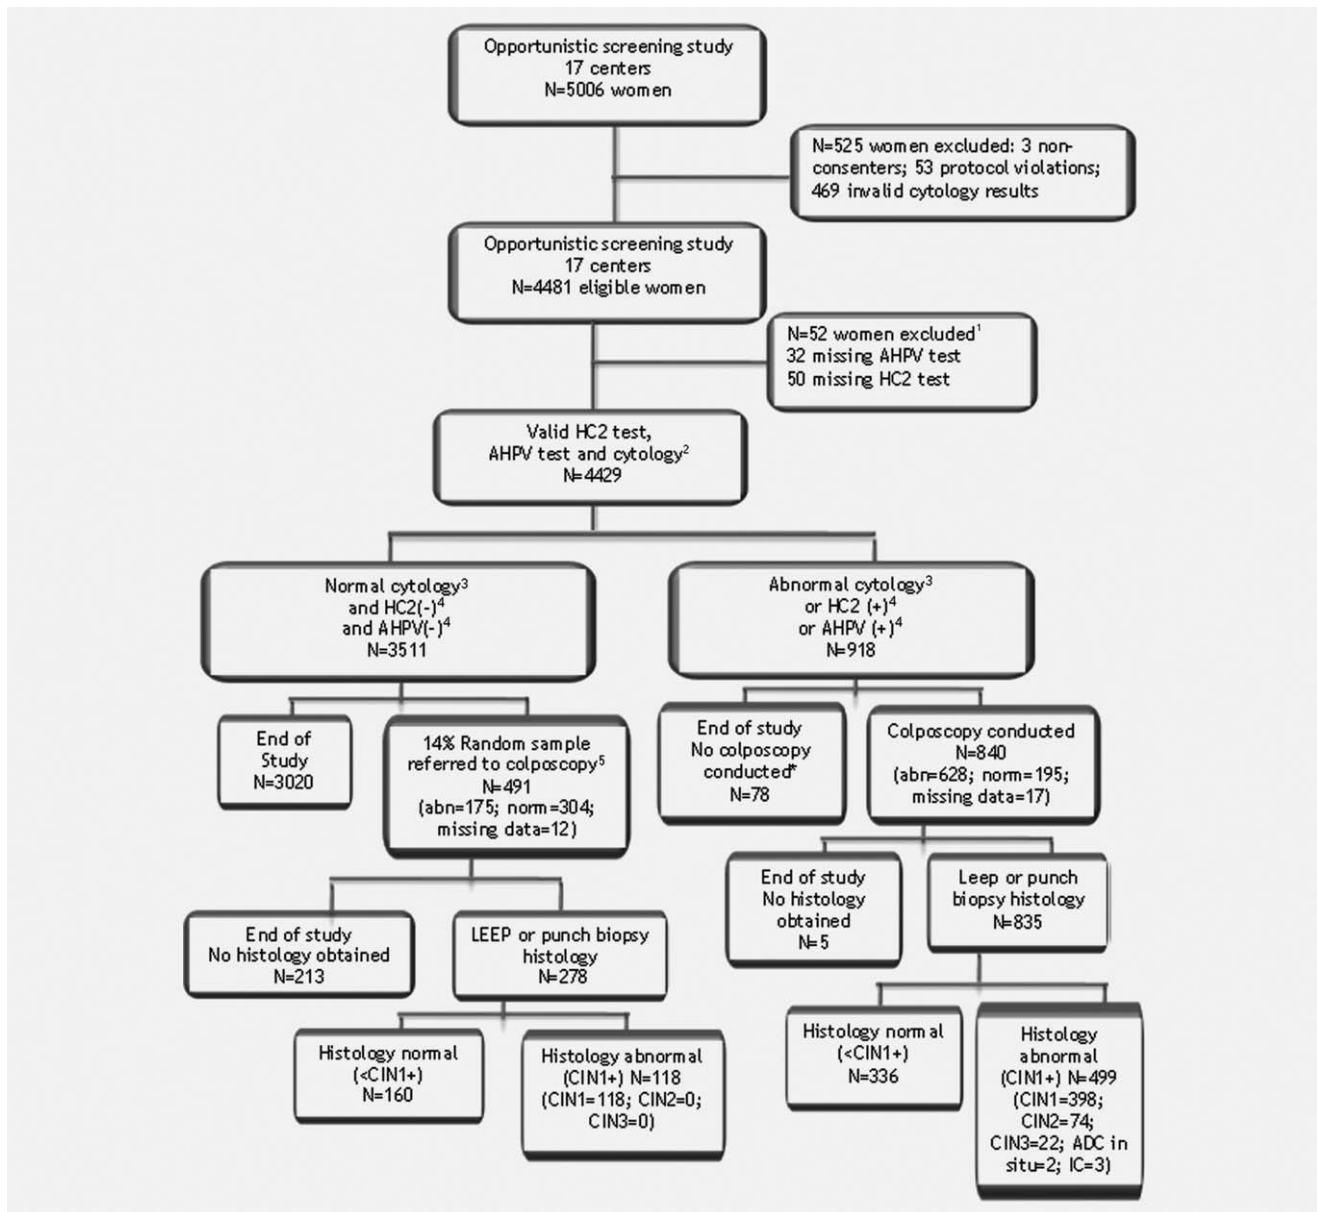 Opportunistic screening study
17 centers
N=5006 women
N=525 women excluded: 3 non-
consenters; 53 protocol violations;
469 invalid cytology results
Opportunistic screening study
17 centers
N=4481 eligible women
N=52 women excluded¹
32 missing AHPV test
50 missing HC2 test
Valid HC2 test,
AHPV test and cytology²
N=4429
Normal cytology³
and HC2(-)⁴
and AHPV(-)⁴
N=3511
Abnormal cytology³
or HC2 (+)⁴
or AHPV (+)⁴
N=918
End of
Study
N=3020
14% Random sample
referred to colposcopy⁵
N=491
(abn=175; norm=304;
missing data=12)
End of study
No colposcopy
conducted*
N=78
Colposcopy conducted
N=840
(abn=628; norm=195;
missing data=17)
End of study
No histology obtained
N=213
LEEP or punch biopsy
histology
N=278
End of study
No histology
obtained
N=5
Leep or punch
biopsy histology
N=835
Histology normal
(<CIN1+)
N=160
Histology abnormal
(CIN1+) N=118
(CIN1=118; CIN2=0;
CIN3=0)
Histology normal
(<CIN1+)
N=336
Histology
abnormal
(CIN1+) N=499
(CIN1=398;
CIN2=74;
CIN3=22; ADC in
situ=2; IC=3)